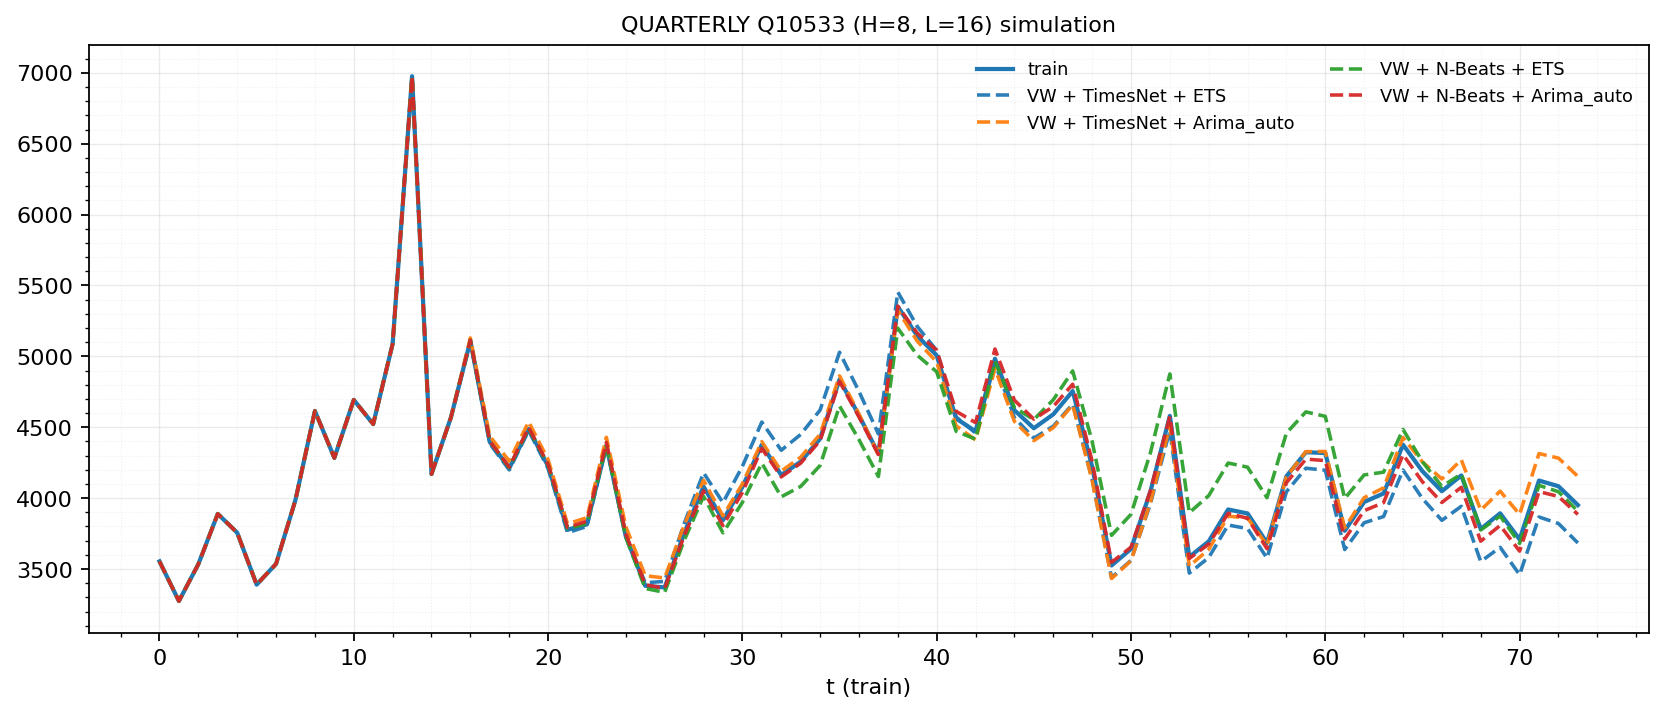 QUARTERLY Q10533 (H=8, L=16) simulation
train
VW + TimesNet + ETS
VW + TimesNet + Arima_auto
VW + N-Beats + ETS
VW + N-Beats + Arima_auto
7000
6500
6000
5500
5000
4500
4000
3500
0 10 20 30 40 50 60 70
t (train)